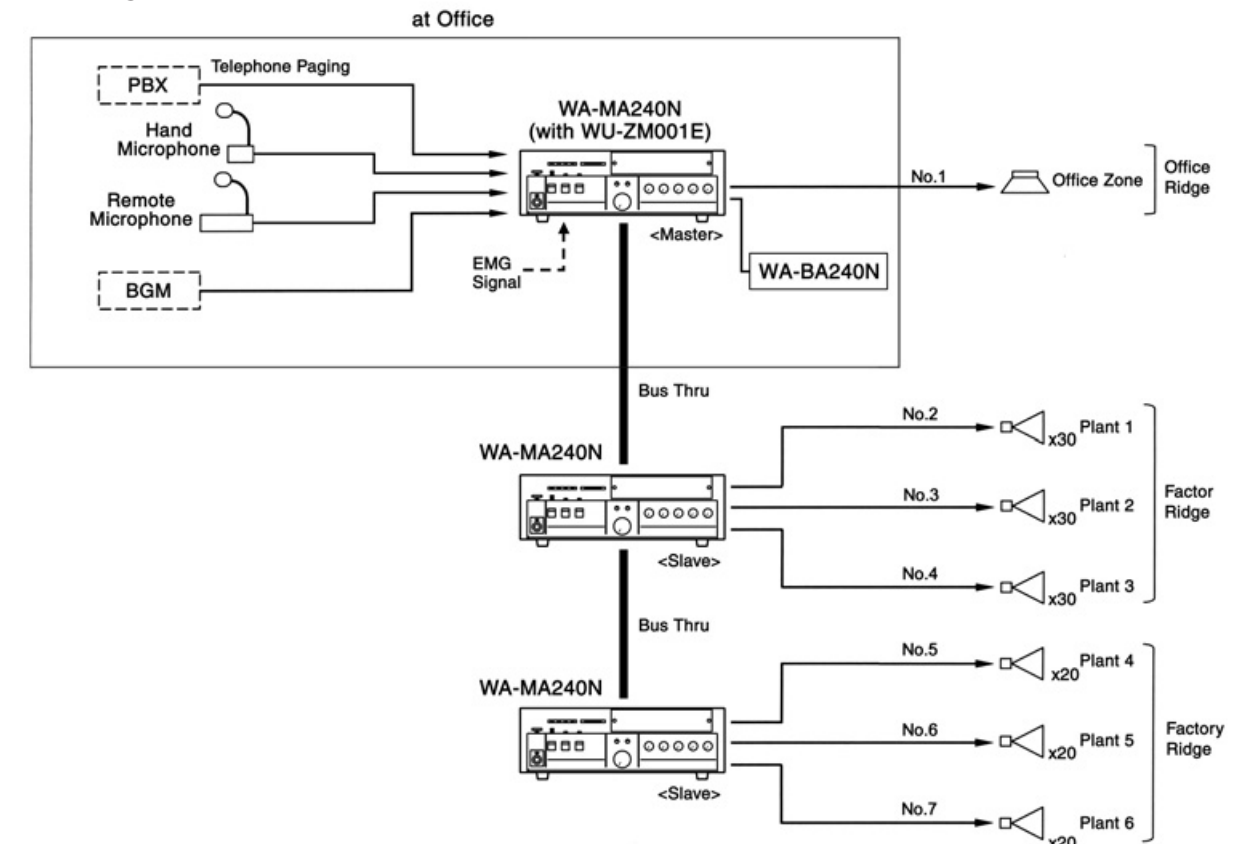 at Office
PBX
Telephone Paging
Hand
Microphone
Remote
Microphone
BGM
WA-MA240N
(with WU-ZM001E)
<Master>
EMG
Signal
WA-BA240N
No.1
Office Zone
Office
Ridge
Bus Thru
WA-MA240N
<Slave>
No.2
x30
Plant 1
No.3
x30
Plant 2
No.4
x30
Plant 3
Factor
Ridge
Bus Thru
WA-MA240N
<Slave>
No.5
x20
Plant 4
No.6
x20
Plant 5
No.7
x20
Plant 6
Factory
Ridge